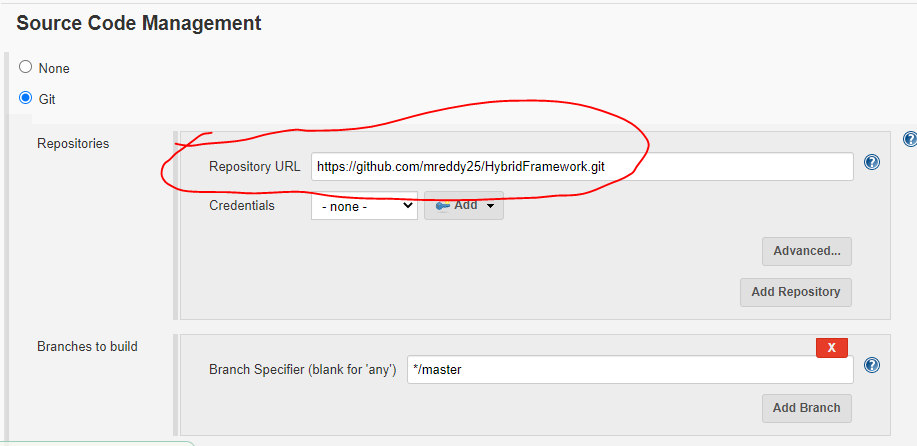 Source Code Management
None
Git
Repositories
Repository URL https://github.com/mreddy25/HybridFramework.git
Credentials - none - Add
Advanced...
Add Repository
Branches to build
X
Branch Specifier (blank for 'any') */master
Add Branch